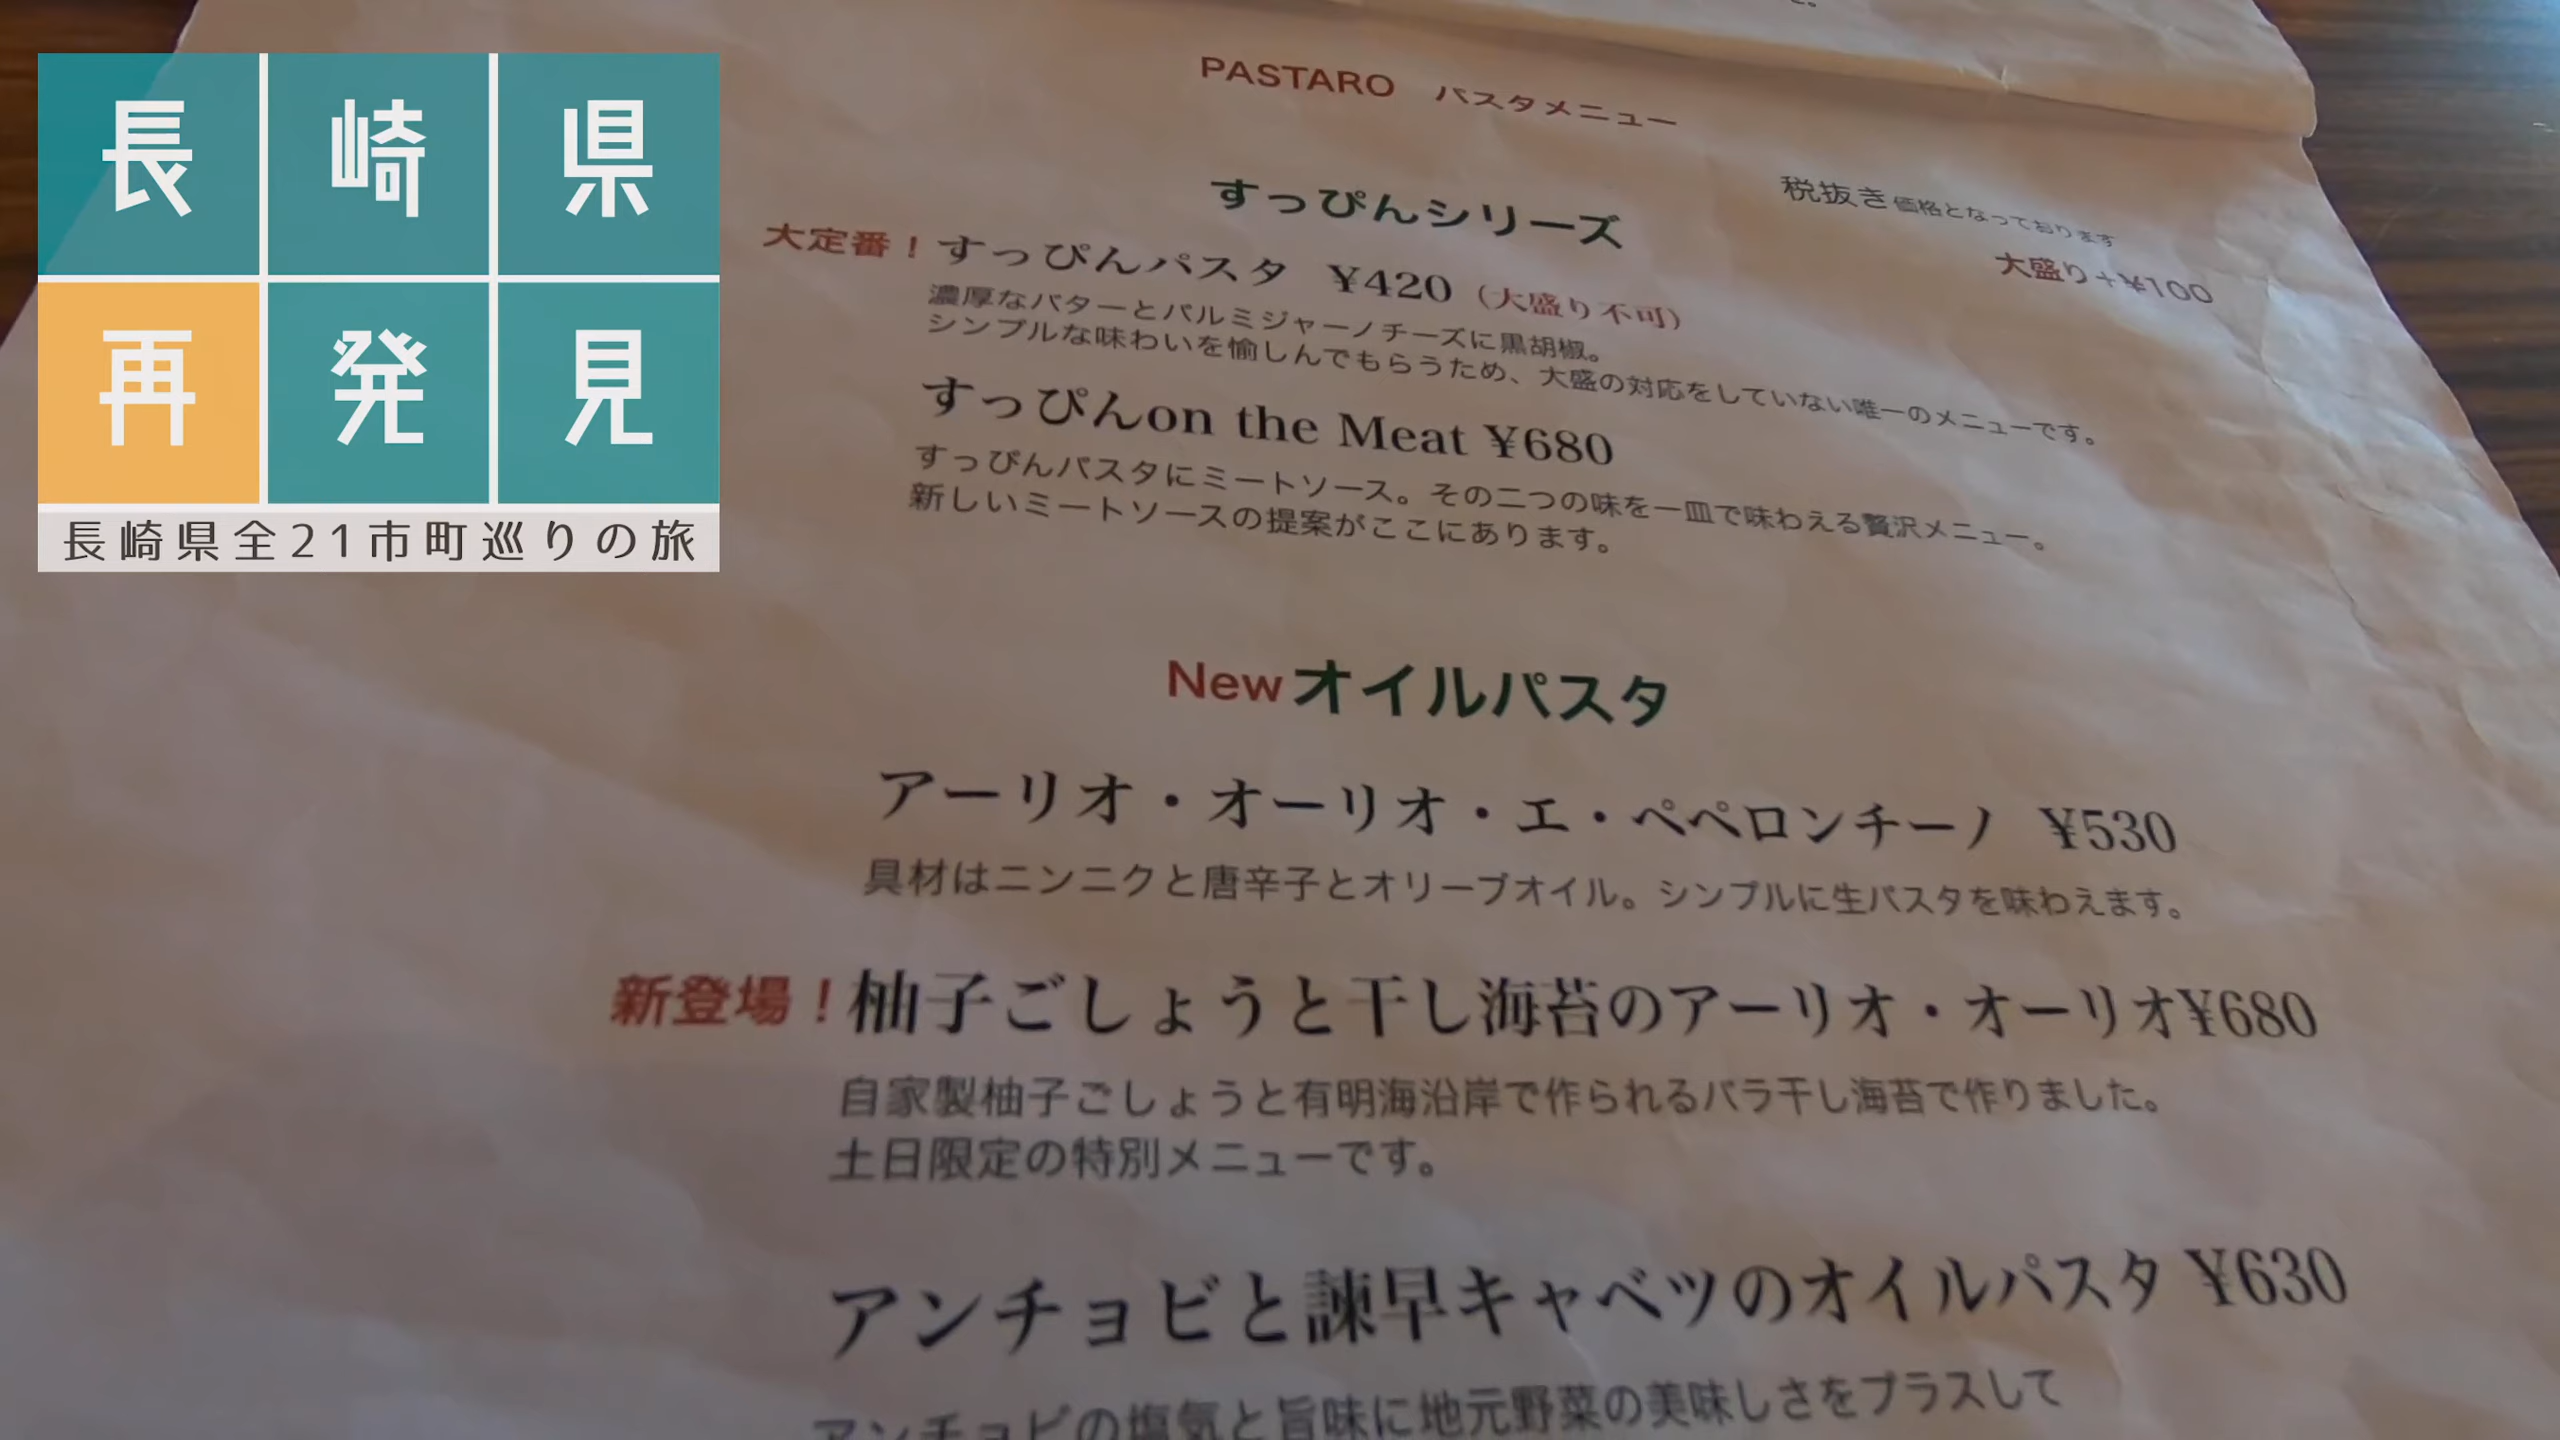 長崎県
再発見
長崎県全21市町巡りの旅
PASTARO パスタメニュー
税抜き価格となっております
大盛り+¥100
すっぴんシリーズ
大定番!すっぴんパスタ ¥420(大盛り不可)
濃厚なバターとパルミジャーノチーズに黒胡椒。
シンプルな味わいを愉しんでもらうため、大盛の対応をしていない唯一のメニューです。
すっぴんon the Meat ¥680
すっぴんパスタにミートソース。その二つの味を一皿で味わえる贅沢メニュー。
新しいミートソースの提案がここにあります。
Newオイルパスタ
アーリオ・オーリオ・エ・ペペロンチーノ ¥530
具材はニンニクと唐辛子とオリーブオイル。シンプルに生パスタを味わえます。
新登場!柚子ごしょうと干し海苔のアーリオ・オーリオ¥680
自家製柚子ごしょうと有明海沿岸で作られるバラ干し海苔で作りました。
土日限定の特別メニューです。
アンチョビと諫早キャベツのオイルパスタ ¥630
アンチョビの塩気と旨味に地元野菜の美味しさをプラスして